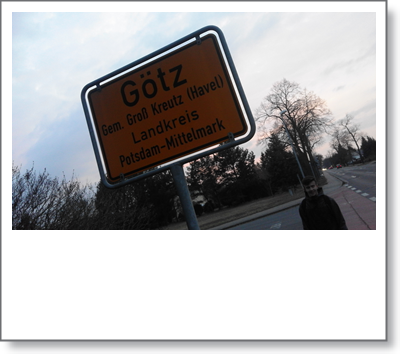 Götz
Gem. Groß Kreutz (Havel)
Landkreis
Potsdam-Mittelmark